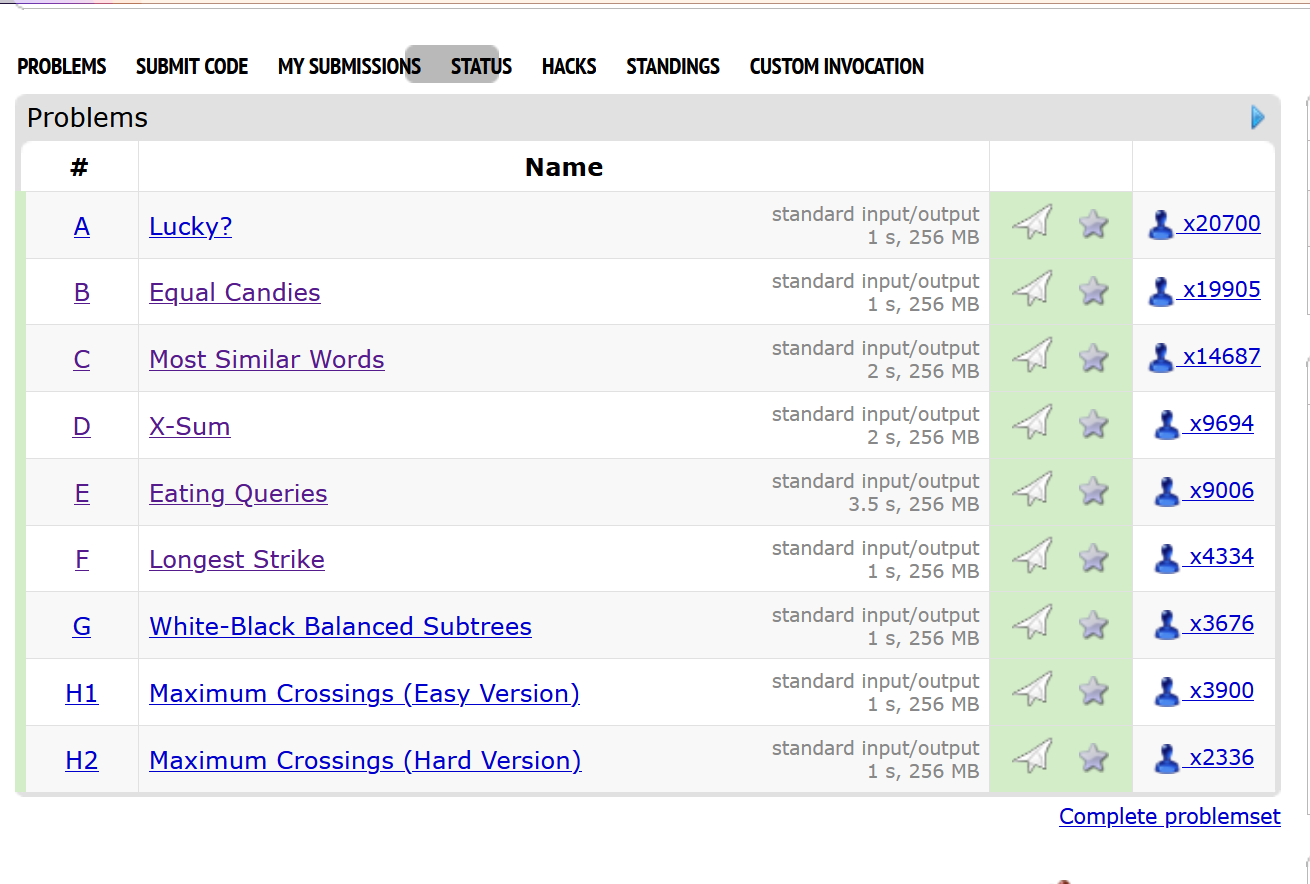 PROBLEMS SUBMIT CODE MY SUBMISSIONS STATUS HACKS STANDINGS CUSTOM INVOCATION
Problems
# Name
A Lucky? standard input/output 1 s, 256 MB x20700
B Equal Candies standard input/output 1 s, 256 MB x19905
C Most Similar Words standard input/output 2 s, 256 MB x14687
D X-Sum standard input/output 2 s, 256 MB x9694
E Eating Queries standard input/output 3.5 s, 256 MB x9006
F Longest Strike standard input/output 1 s, 256 MB x4334
G White-Black Balanced Subtrees standard input/output 1 s, 256 MB x3676
H1 Maximum Crossings (Easy Version) standard input/output 1 s, 256 MB x3900
H2 Maximum Crossings (Hard Version) standard input/output 1 s, 256 MB x2336
Complete problemset